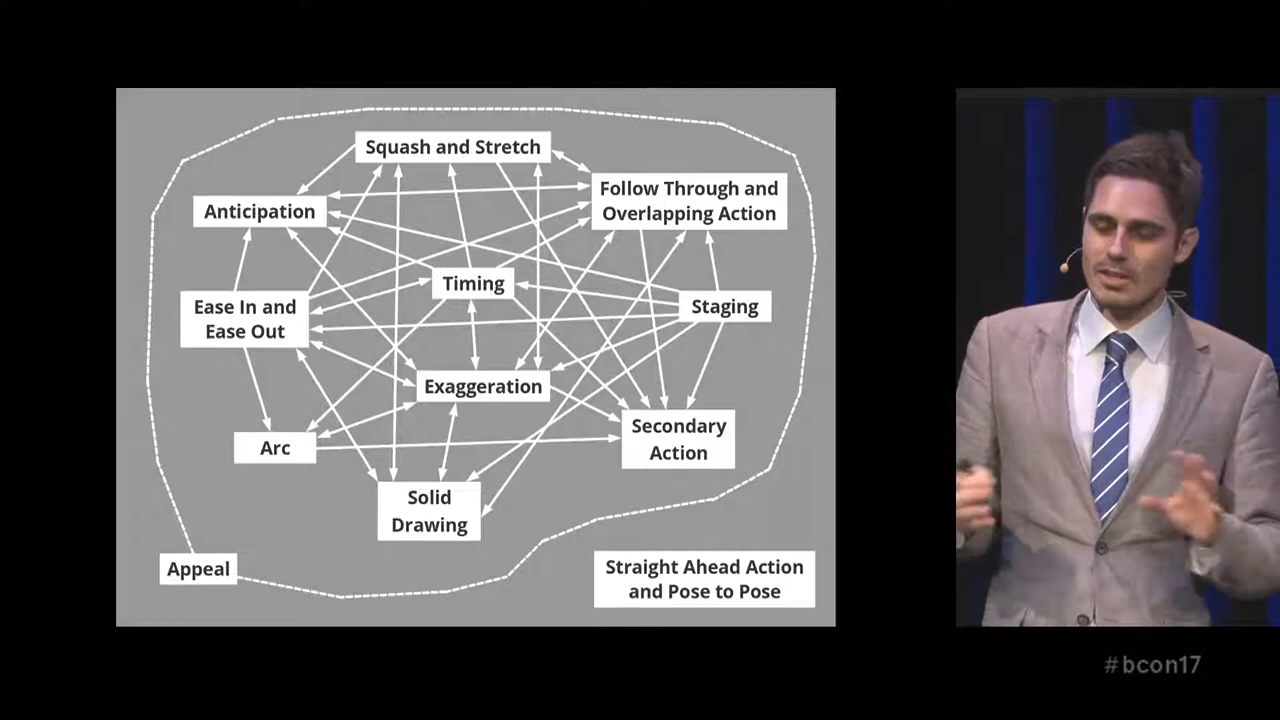 Squash and Stretch
Follow Through and
Overlapping Action
Anticipation
Timing
Ease In and
Ease Out
Staging
Exaggeration
Secondary
Action
Arc
Solid
Drawing
Appeal
Straight Ahead Action
and Pose to Pose
#bcon17